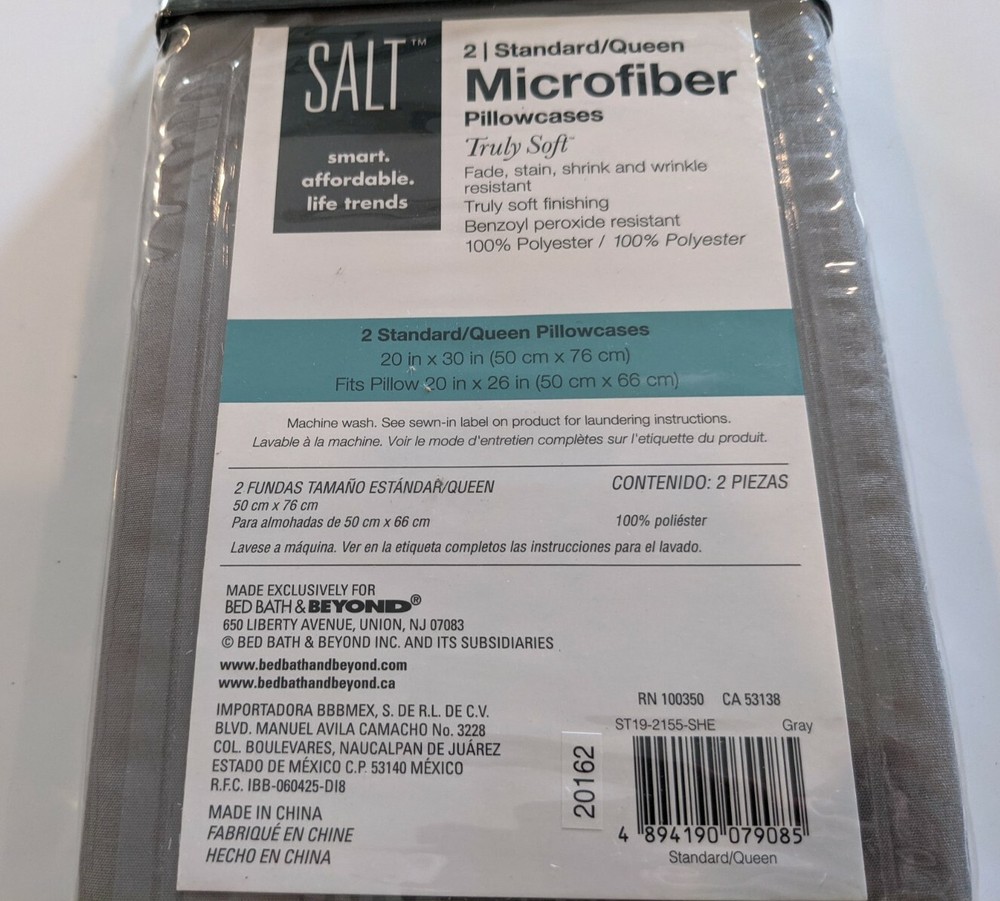 SALT™
smart.
affordable.
life trends
2 | Standard/Queen
Microfiber
Pillowcases
Truly Soft™
Fade, stain, shrink and wrinkle
resistant
Truly soft finishing
Benzoyl peroxide resistant
100% Polyester / 100% Polyester
2 Standard/Queen Pillowcases
20 in x 30 in (50 cm x 76 cm)
Fits Pillow 20 in x 26 in (50 cm x 66 cm)
Machine wash. See sewn-in label on product for laundering instructions.
Lavable à la machine. Voir le mode d'entretien complètes sur l'etiquette du produit.
2 FUNDAS TAMAÑO ESTÁNDAR/QUEEN
50 cm x 76 cm
Para almohadas de 50 cm x 66 cm
CONTENIDO: 2 PIEZAS
100% poliéster
Lavese a máquina. Ver en la etiqueta completos las instrucciones para el lavado.
MADE EXCLUSIVELY FOR
BED BATH & BEYOND®
650 LIBERTY AVENUE, UNION, NJ 07083
© BED BATH & BEYOND INC. AND ITS SUBSIDIARIES
www.bedbathandbeyond.com
www.bedbathandbeyond.ca
IMPORTADORA BBBMEX, S. DE R.L. DE C.V.
BLVD. MANUEL AVILA CAMACHO No. 3228
COL. BOULEVARES, NAUCALPAN DE JUÁREZ
ESTADO DE MÉXICO C.P. 53140 MÉXICO
R.F.C. IBB-060425-DI8
MADE IN CHINA
FABRIQUÉ EN CHINE
HECHO EN CHINA
20162
RN 100350 CA 53138
ST19-2155-SHE Gray
4 894190 079085
Standard/Queen